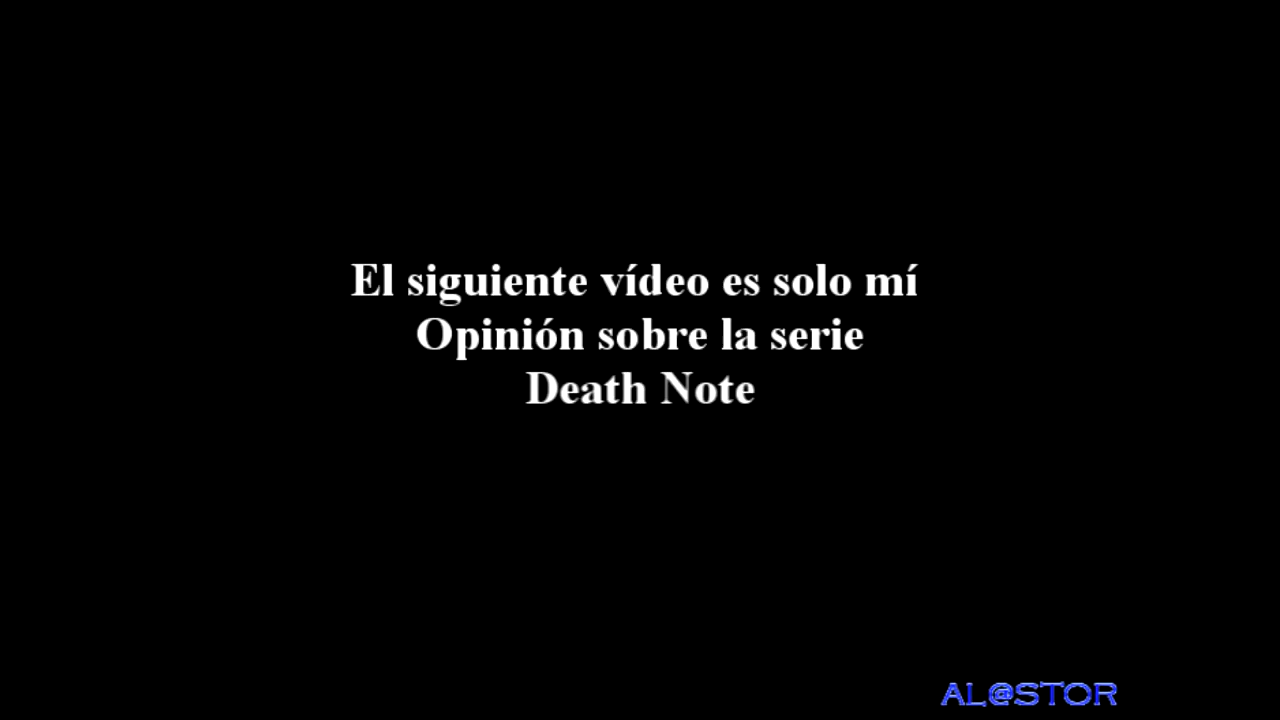 El siguiente vídeo es solo mí
Opinión sobre la serie
Death Note
AL@STOR